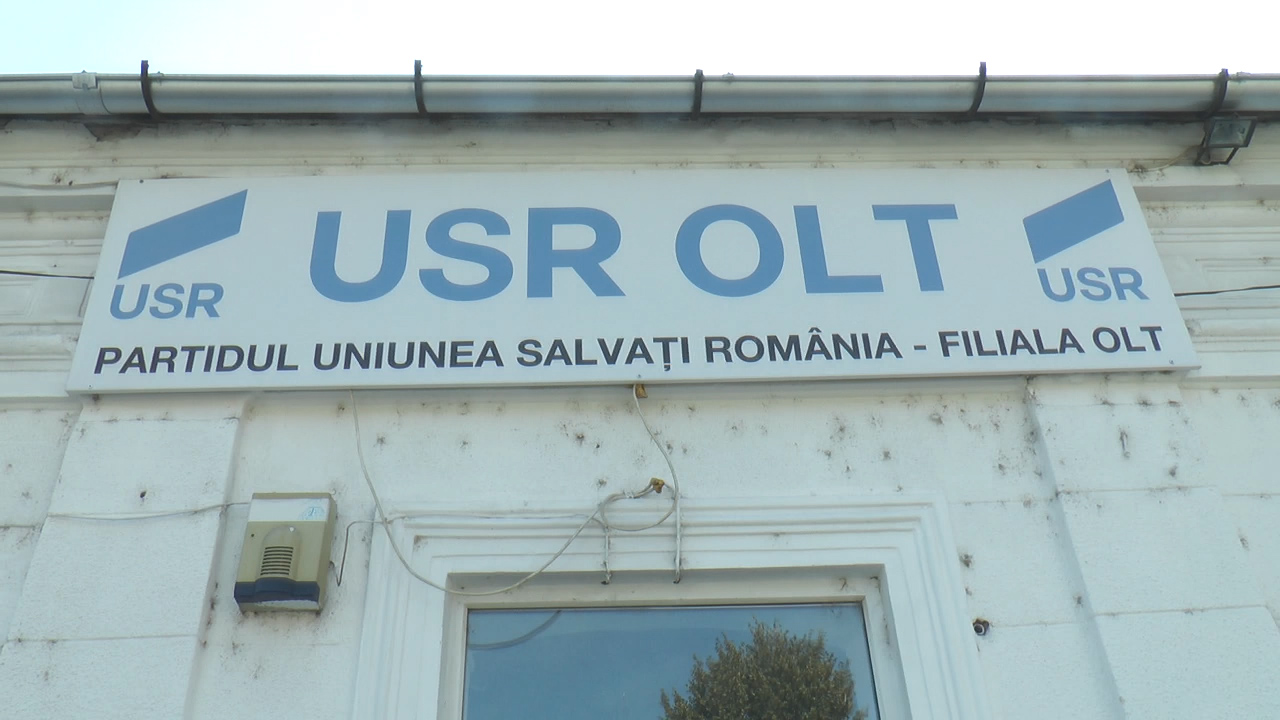 USR OLT
USR
USR
PARTIDUL UNIUNEA SALVAȚI ROMÂNIA - FILIALA OLT